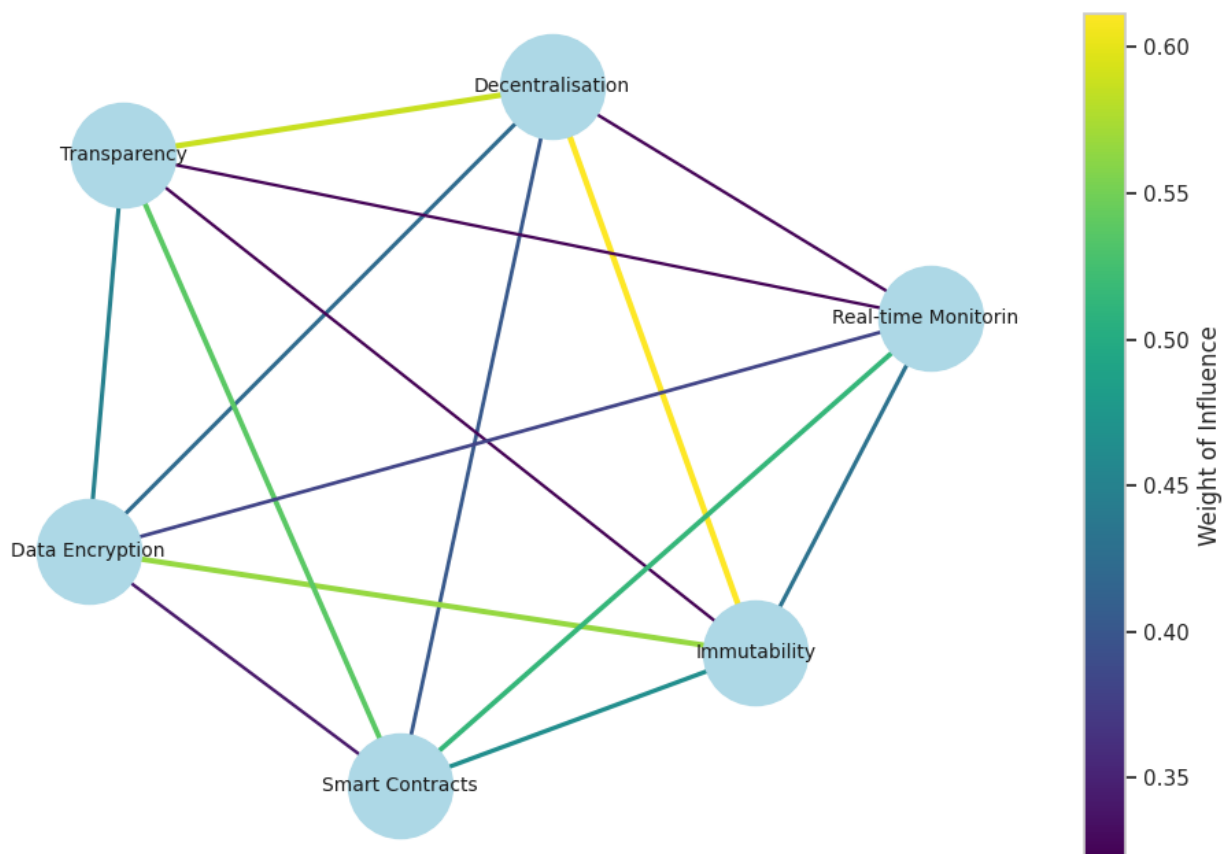 Decentralisation
Transparency
Real-time Monitorin
Data Encryption
Immutability
Smart Contracts
0.60
0.55
0.50
0.45
0.40
0.35
Weight of Influence